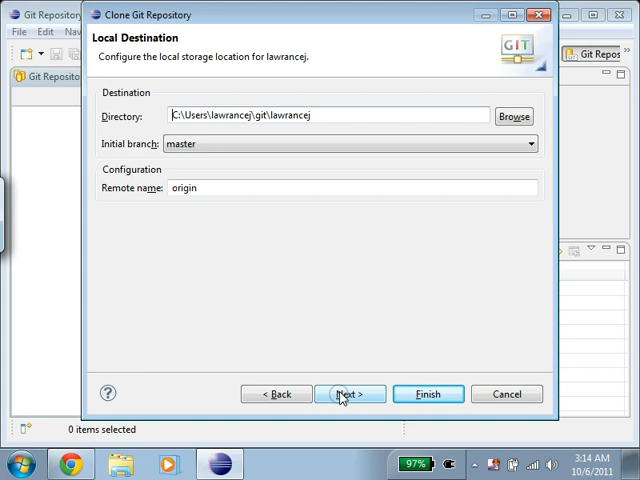 Git Repository
Clone Git Repository
File Edit Nav
Local Destination
Configure the local storage location for lawrancej.
GIT
Git Repos
»
Git Reposito
Destination
Directory: C:\Users\lawrancej\git\lawrancej
Browse
Initial branch: master
Configuration
Remote name: origin
?
< Back
Next >
Finish
Cancel
0 items selected
97%
3:14 AM
10/6/2011